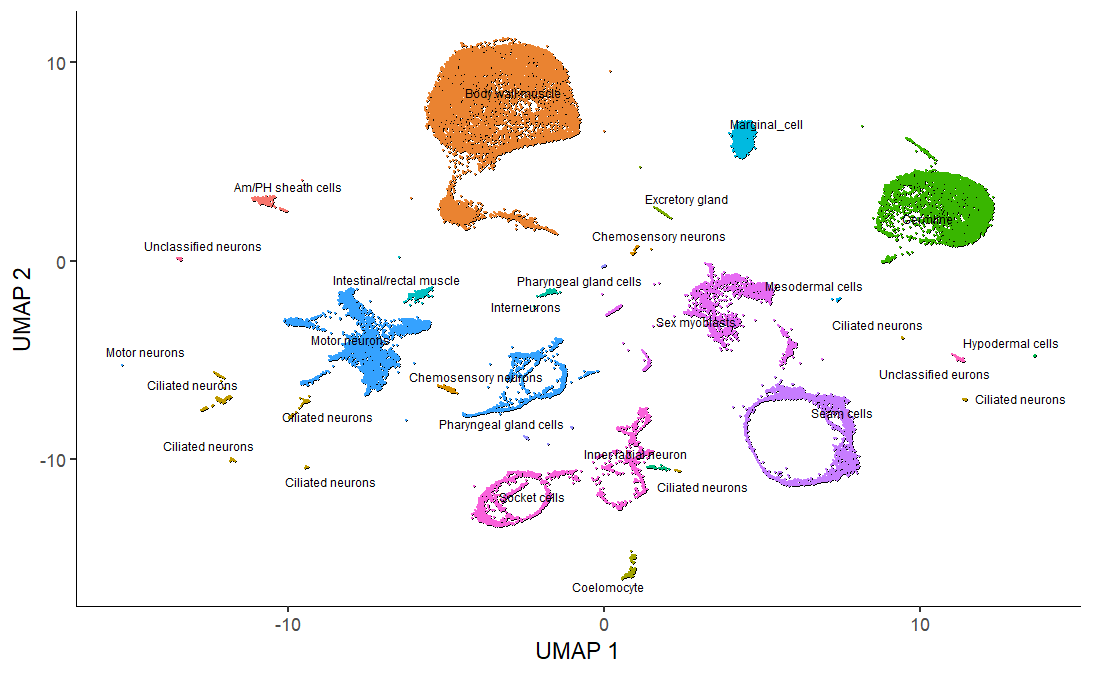 10
Body wall muscle
Marginal_cell
Am/PH sheath cells
Excretory gland
Germline
Chemosensory neurons
Unclassified neurons
0
Intestinal/rectal muscle
Pharyngeal gland cells
Mesodermal cells
Interneurons
Sex myoblasts
Ciliated neurons
Motor neurons
Hypodermal cells
Motor neurons
Chemosensory neurons
Unclassified eurons
Ciliated neurons
Ciliated neurons
Ciliated neurons
Seam cells
Pharyngeal gland cells
Ciliated neurons
Inner labial neuron
-10
Ciliated neurons
Ciliated neurons
Socket cells
Coelomocyte
UMAP 2
-10
0
10
UMAP 1